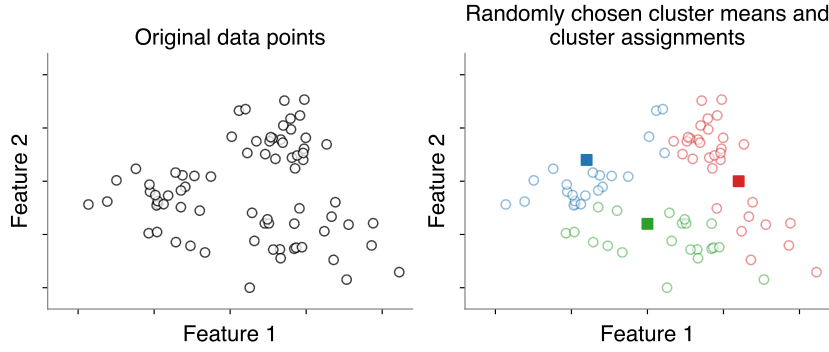 Original data points
Feature 2
Feature 1
Randomly chosen cluster means and
cluster assignments
Feature 2
Feature 1